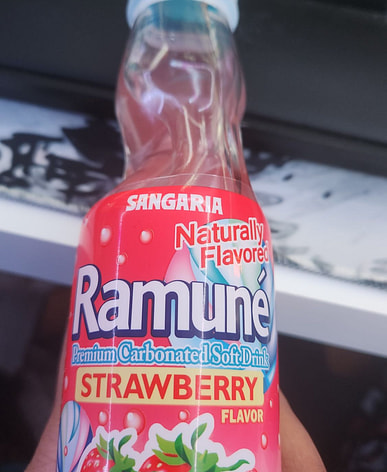 SANGARIA
Naturally
Flavored
Ramuné
Premium Carbonated Soft Drink
STRAWBERRY
FLAVOR